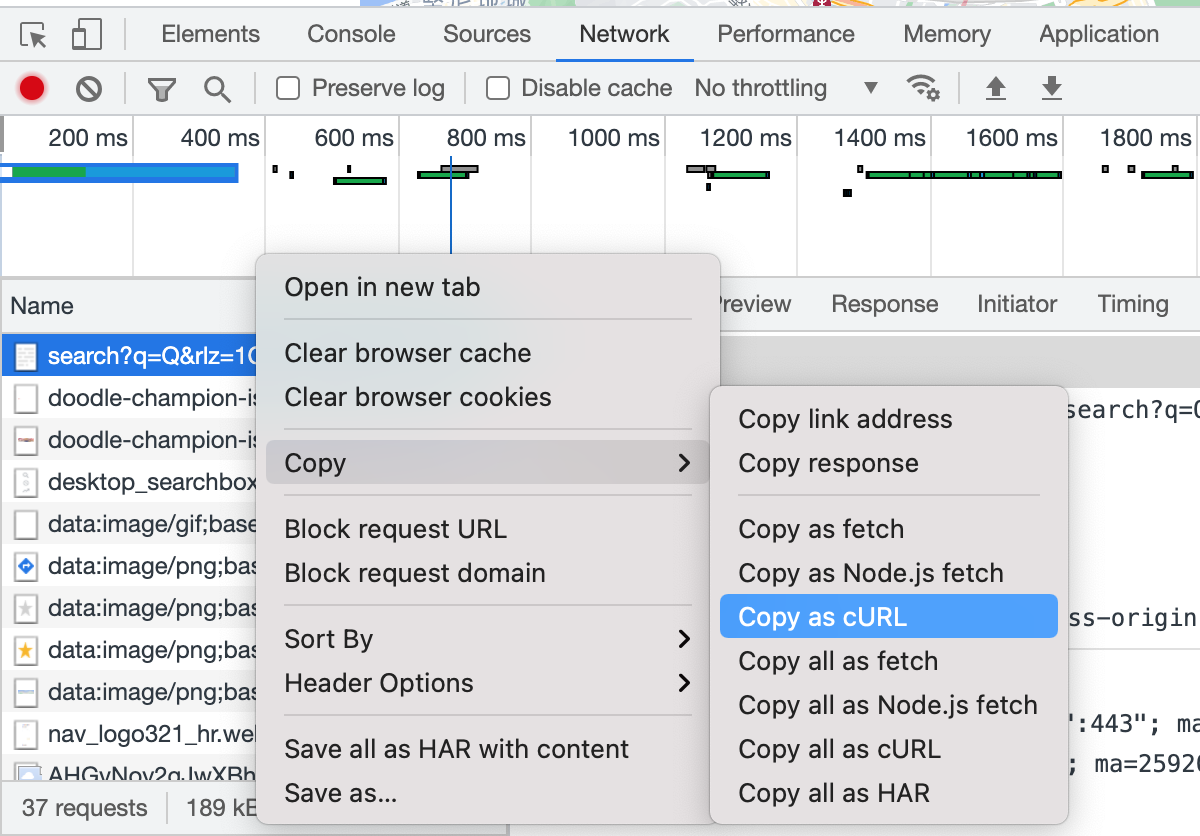 Elements Console Sources Network Performance Memory Application
Preserve log Disable cache No throttling
200 ms 400 ms 600 ms 800 ms 1000 ms 1200 ms 1400 ms 1600 ms 1800 ms
Name
Preview Response Initiator Timing
search?q=Q&rlz=1C
doodle-champion-is
doodle-champion-is
desktop_searchbox
data:image/gif;base
data:image/png;bas
data:image/png;bas
data:image/png;bas
data:image/png;bas
nav_logo321_hr.we
37 requests 189 kB
Open in new tab
Clear browser cache
Clear browser cookies
Copy
Block request URL
Block request domain
Sort By
Header Options
Save all as HAR with content
Save as...
Copy link address
Copy response
Copy as fetch
Copy as Node.js fetch
Copy as cURL
Copy all as fetch
Copy all as Node.js fetch
Copy all as cURL
Copy all as HAR
search?q=Q
ss-origin
":443"; ma
; ma=2592